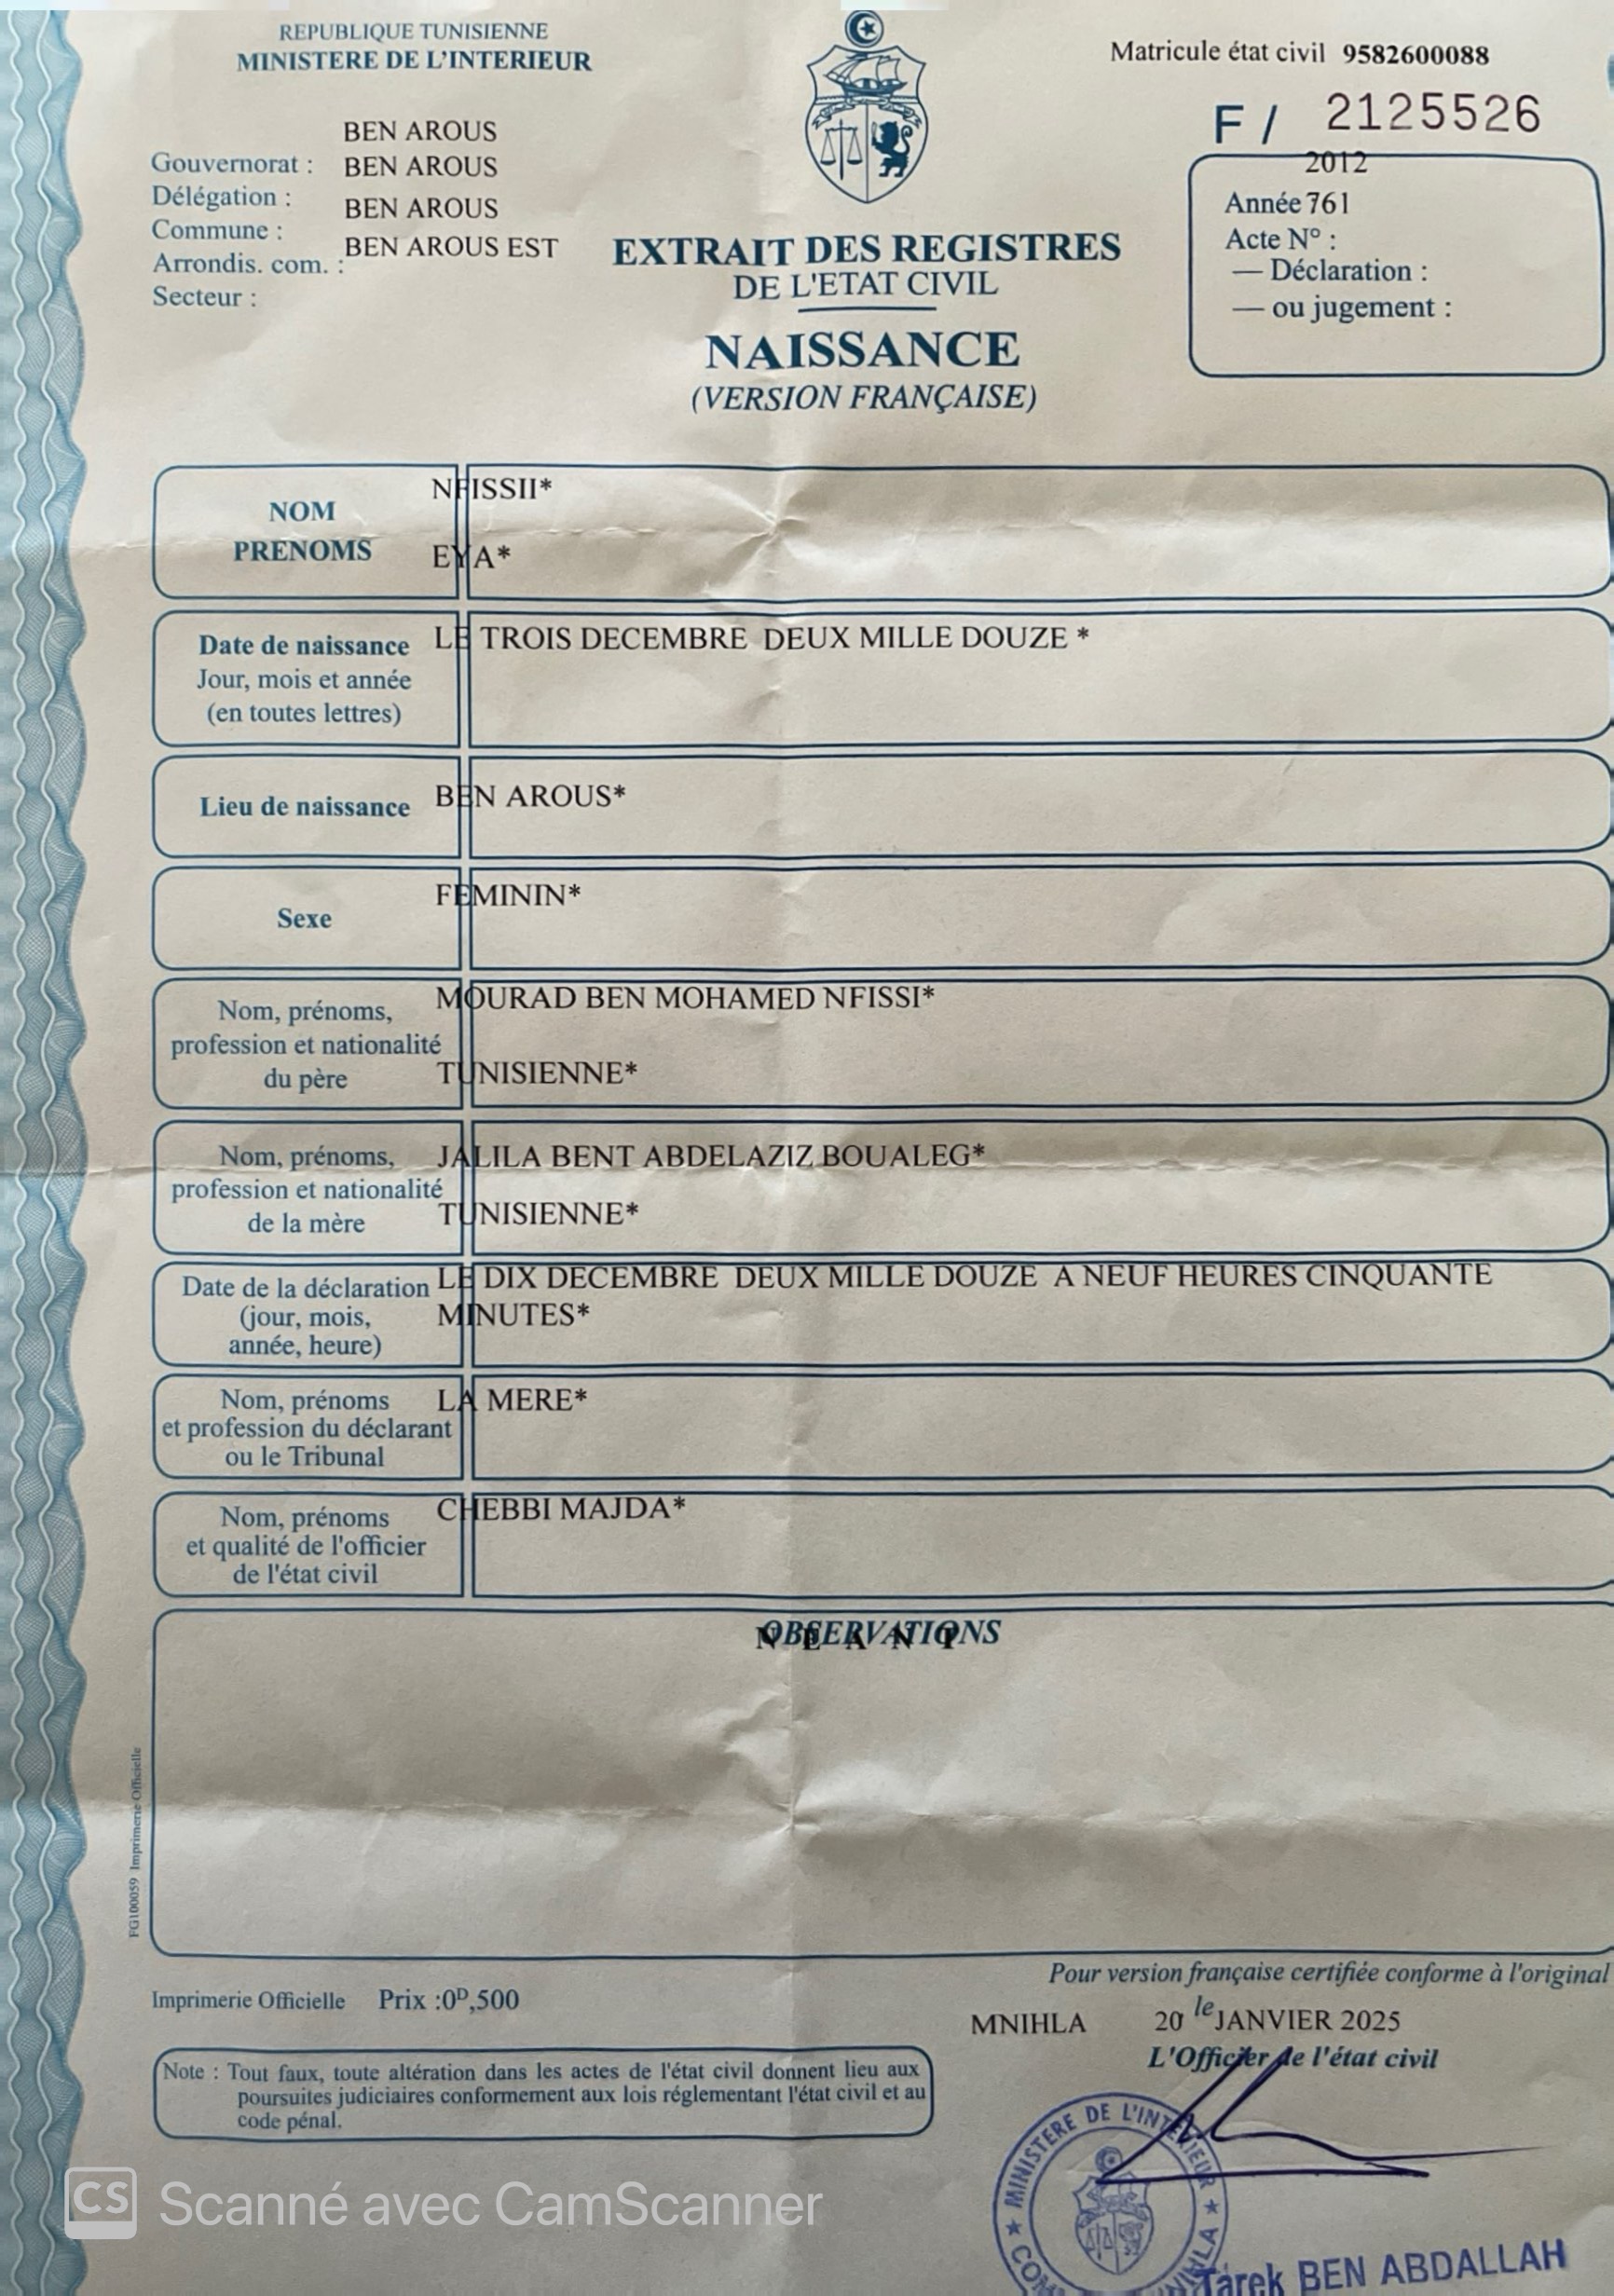 REPUBLIQUE TUNISIENNE
MINISTERE DE L'INTERIEUR
Matricule état civil 9582600088
F / 2125526
BEN AROUS
Gouvernorat : BEN AROUS
Délégation : BEN AROUS
Commune : BEN AROUS EST
Arrondis. com. :
Secteur :
2012
Année 761
Acte N° :
— Déclaration :
— ou jugement :
EXTRAIT DES REGISTRES
DE L'ETAT CIVIL
NAISSANCE
(VERSION FRANÇAISE)
NOM NFISSII*
PRENOMS EYA*
Date de naissance LE TROIS DECEMBRE DEUX MILLE DOUZE *
Jour, mois et année
(en toutes lettres)
Lieu de naissance BEN AROUS*
Sexe FEMININ*
Nom, prénoms, MOURAD BEN MOHAMED NFISSI*
profession et nationalité
du père TUNISIENNE*
Nom, prénoms, JALILA BENT ABDELAZIZ BOUALEG*
profession et nationalité
de la mère TUNISIENNE*
Date de la déclaration LE DIX DECEMBRE DEUX MILLE DOUZE A NEUF HEURES CINQUANTE
(jour, mois, MINUTES*
année, heure)
Nom, prénoms LA MERE*
et profession du déclarant
ou le Tribunal
Nom, prénoms CHEBBI MAJDA*
et qualité de l'officier
de l'état civil
OBSERVATIONS
N E A N T
FG100059 Imprimerie Officielle
Pour version française certifiée conforme à l'original
Imprimerie Officielle Prix :0ᴰ,500
MNIHLA 20 le JANVIER 2025
L'Officier de l'état civil
Note : Tout faux, toute altération dans les actes de l'état civil donnent lieu aux
poursuites judiciaires conformement aux lois réglementant l'état civil et au
code pénal.
MINISTERE DE L'INTERIEUR
Tarek BEN ABDALLAH
CS Scanné avec CamScanner